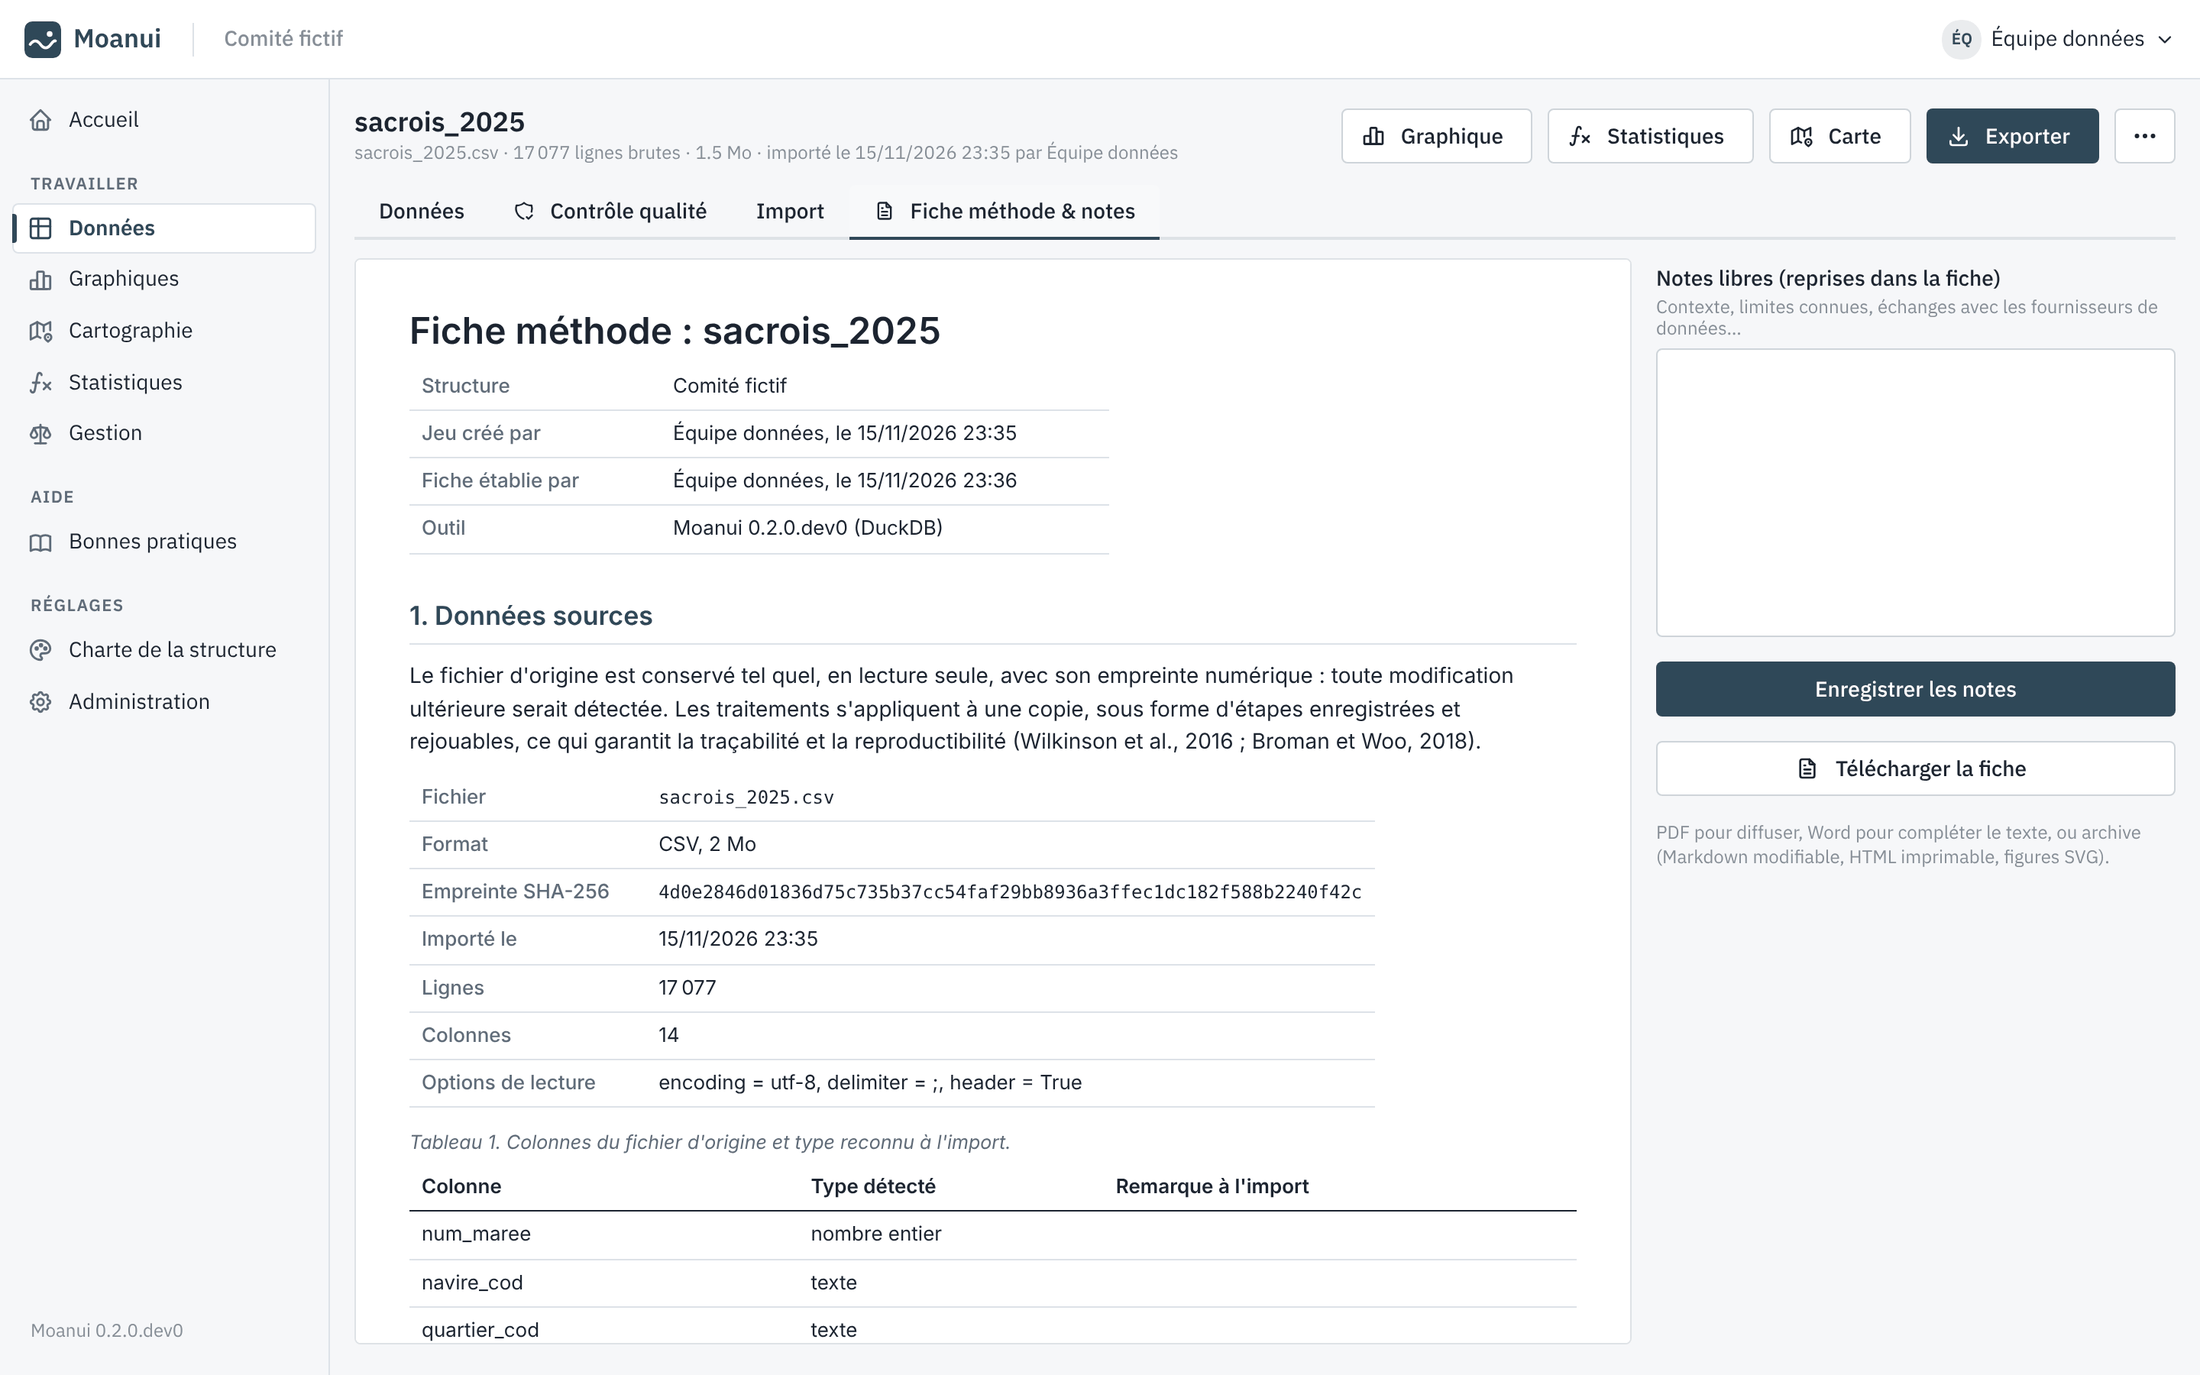 Moanui
Comité fictif
ÉQ Équipe données
Accueil
TRAVAILLER
Données
Graphiques
Cartographie
Statistiques
Gestion
AIDE
Bonnes pratiques
RÉGLAGES
Charte de la structure
Administration
Moanui 0.2.0.dev0
sacrois_2025
sacrois_2025.csv · 17 077 lignes brutes · 1.5 Mo · importé le 15/11/2026 23:35 par Équipe données
Graphique
Statistiques
Carte
Exporter
Données
Contrôle qualité
Import
Fiche méthode & notes
Fiche méthode : sacrois_2025
Structure Comité fictif
Jeu créé par Équipe données, le 15/11/2026 23:35
Fiche établie par Équipe données, le 15/11/2026 23:36
Outil Moanui 0.2.0.dev0 (DuckDB)
1. Données sources
Le fichier d'origine est conservé tel quel, en lecture seule, avec son empreinte numérique : toute modification
ultérieure serait détectée. Les traitements s'appliquent à une copie, sous forme d'étapes enregistrées et
rejouables, ce qui garantit la traçabilité et la reproductibilité (Wilkinson et al., 2016 ; Broman et Woo, 2018).
Fichier sacrois_2025.csv
Format CSV, 2 Mo
Empreinte SHA-256 4d0e2846d01836d75c735b37cc54faf29bb8936a3ffec1dc182f588b2240f42c
Importé le 15/11/2026 23:35
Lignes 17 077
Colonnes 14
Options de lecture encoding = utf-8, delimiter = ;, header = True
Tableau 1. Colonnes du fichier d'origine et type reconnu à l'import.
Colonne Type détecté Remarque à l'import
num_maree nombre entier
navire_cod texte
quartier_cod texte
Notes libres (reprises dans la fiche)
Contexte, limites connues, échanges avec les fournisseurs de
données...
Enregistrer les notes
Télécharger la fiche
PDF pour diffuser, Word pour compléter le texte, ou archive
(Markdown modifiable, HTML imprimable, figures SVG).